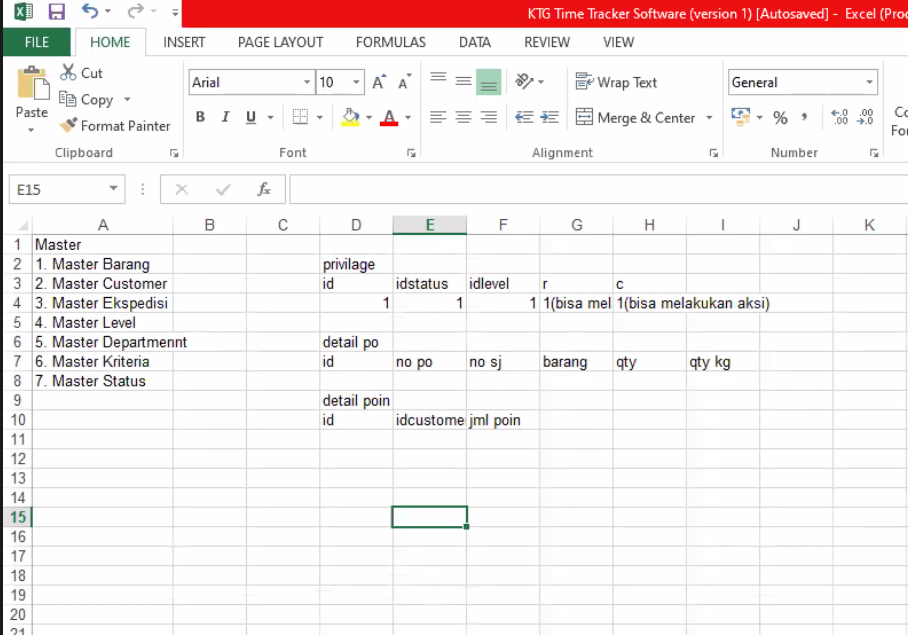 KTG Time Tracker Software (version 1) [Autosaved] - Excel (Proc
FILE HOME INSERT PAGE LAYOUT FORMULAS DATA REVIEW VIEW
Cut
Copy
Format Painter
Paste
Clipboard
Arial 10
B I U
Font
Wrap Text
Merge & Center
Alignment
General
% ,
Number
Co
For
E15 fx
A B C D E F G H I J K
1 Master
2 1. Master Barang privilage
3 2. Master Customer id idstatus idlevel r c
4 3. Master Ekspedisi 1 1 1 1(bisa mel 1(bisa melakukan aksi)
5 4. Master Level
6 5. Master Departmennt detail po
7 6. Master Kriteria id no po no sj barang qty qty kg
8 7. Master Status
9 detail poin
10 id idcustome jml poin
11
12
13
14
15
16
17
18
19
20
21